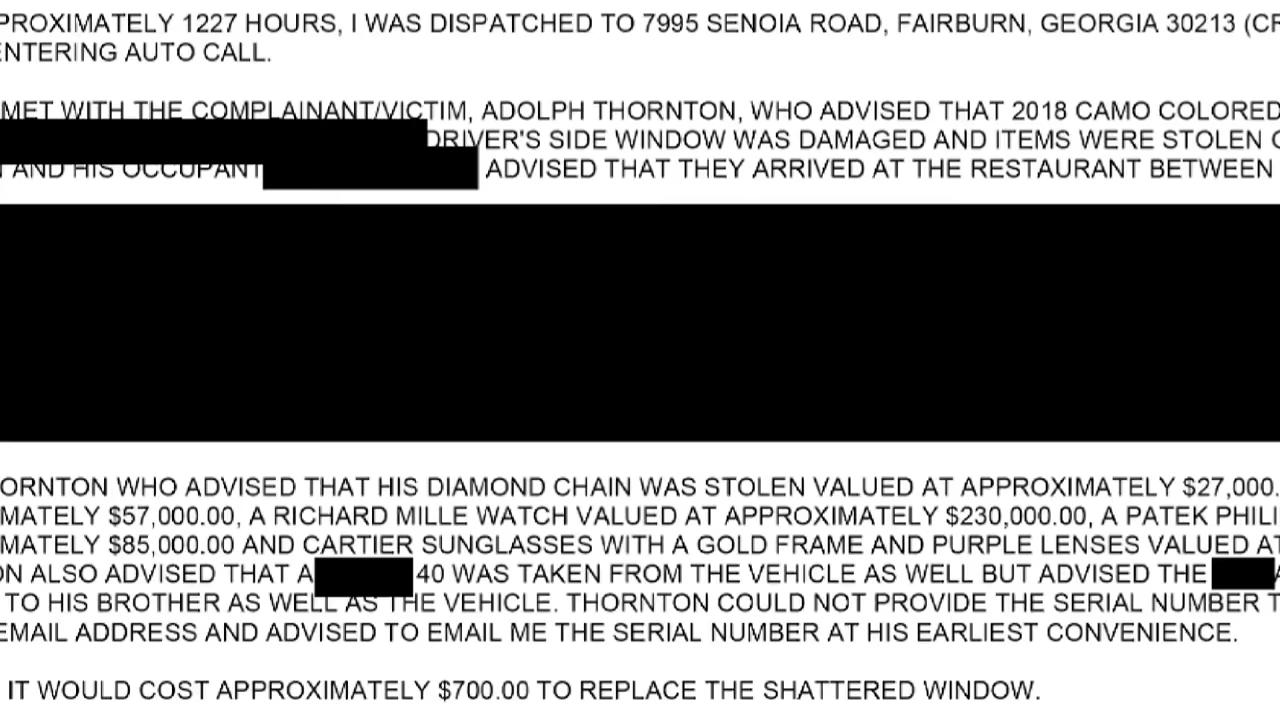 PROXIMATELY 1227 HOURS, I WAS DISPATCHED TO 7995 SENOIA ROAD, FAIRBURN, GEORGIA 30213 (CR
ENTERING AUTO CALL.
MET WITH THE COMPLAINANT/VICTIM, ADOLPH THORNTON, WHO ADVISED THAT 2018 CAMO COLORED
DRIVER'S SIDE WINDOW WAS DAMAGED AND ITEMS WERE STOLEN
AND HIS OCCUPANT ADVISED THAT THEY ARRIVED AT THE RESTAURANT BETWEEN
ORNTON WHO ADVISED THAT HIS DIAMOND CHAIN WAS STOLEN VALUED AT APPROXIMATELY $27,000.
MATELY $57,000.00, A RICHARD MILLE WATCH VALUED AT APPROXIMATELY $230,000.00, A PATEK PHILI
MATELY $85,000.00 AND CARTIER SUNGLASSES WITH A GOLD FRAME AND PURPLE LENSES VALUED AT
ON ALSO ADVISED THAT A 40 WAS TAKEN FROM THE VEHICLE AS WELL BUT ADVISED THE
TO HIS BROTHER AS WELL AS THE VEHICLE. THORNTON COULD NOT PROVIDE THE SERIAL NUMBER T
EMAIL ADDRESS AND ADVISED TO EMAIL ME THE SERIAL NUMBER AT HIS EARLIEST CONVENIENCE.
IT WOULD COST APPROXIMATELY $700.00 TO REPLACE THE SHATTERED WINDOW.